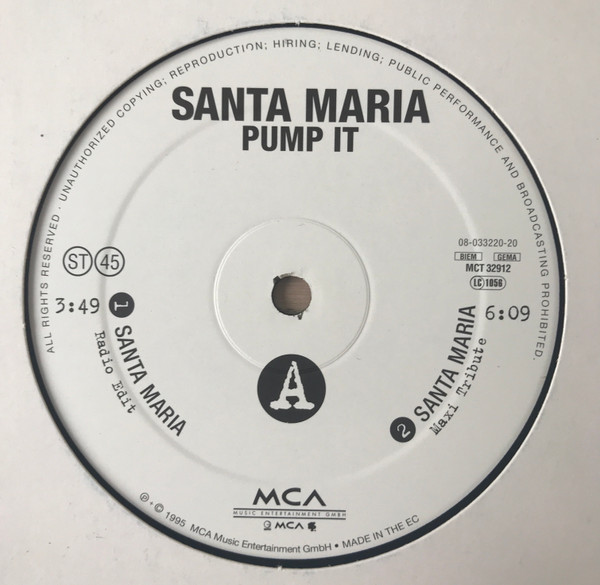 ALL RIGHTS RESERVED · UNAUTHORIZED COPYING; REPRODUCTION; HIRING; LENDING; PUBLIC PERFORMANCE AND BROADCASTING PROHIBITED.
SANTA MARIA
PUMP IT
08-033220-20
BIEM GEMA
MCT 32912
LC 1056
ST 45
3:49 1 SANTA MARIA
Radio Edit
6:09
2 SANTA MARIA
Maxi Tribute
A
MCA
MUSIC ENTERTAINMENT GMBH
MCA
℗ + © 1995 MCA Music Entertainment GmbH • MADE IN THE EC